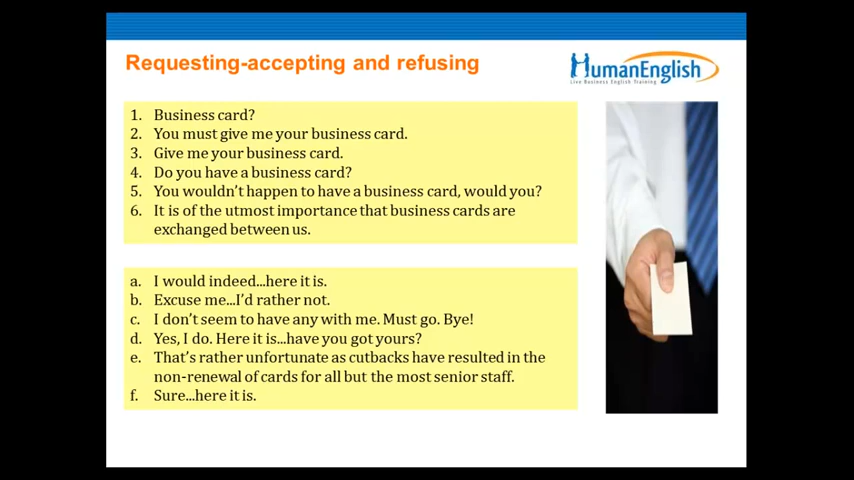 Requesting-accepting and refusing
HumanEnglish
Live Business English Training
1. Business card?
2. You must give me your business card.
3. Give me your business card.
4. Do you have a business card?
5. You wouldn't happen to have a business card, would you?
6. It is of the utmost importance that business cards are
exchanged between us.
a. I would indeed...here it is.
b. Excuse me...I'd rather not.
c. I don't seem to have any with me. Must go. Bye!
d. Yes, I do. Here it is...have you got yours?
e. That's rather unfortunate as cutbacks have resulted in the
non-renewal of cards for all but the most senior staff.
f. Sure...here it is.